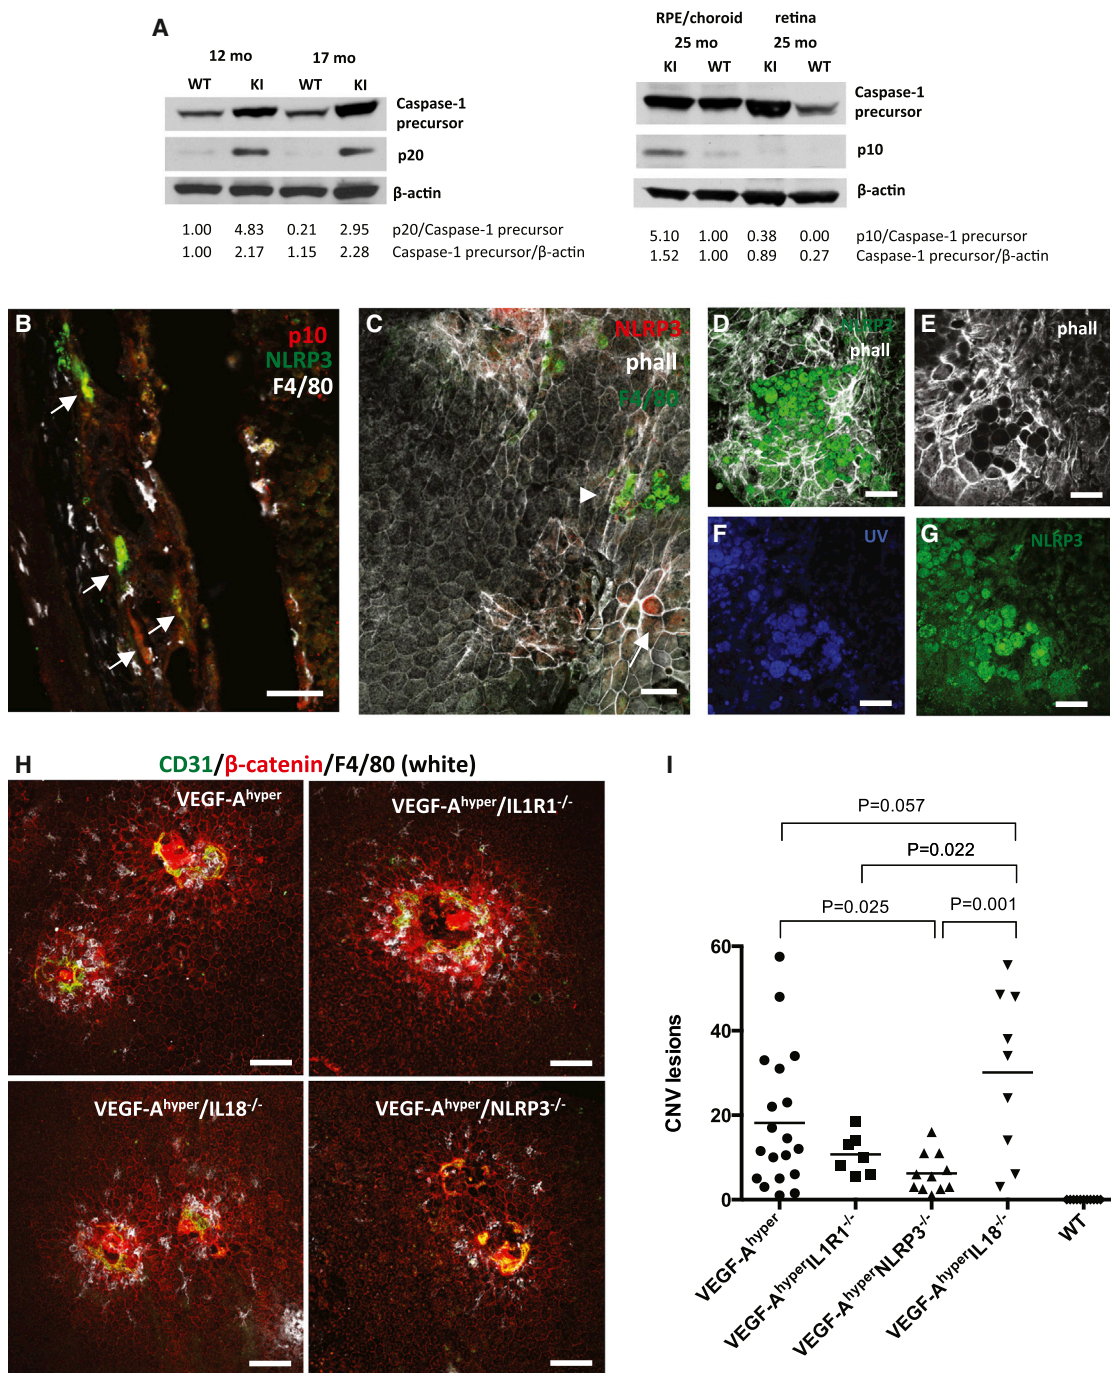 A
12 mo 17 mo
WT KI WT KI
Caspase-1
precursor
p20
β-actin
1.00 4.83 0.21 2.95 p20/Caspase-1 precursor
1.00 2.17 1.15 2.28 Caspase-1 precursor/β-actin
RPE/choroid retina
25 mo 25 mo
KI WT KI WT
Caspase-1
precursor
p10
β-actin
5.10 1.00 0.38 0.00 p10/Caspase-1 precursor
1.52 1.00 0.89 0.27 Caspase-1 precursor/β-actin
B
p10
NLRP3
F4/80
C
NLRP3
phall
F4/80
D
NLRP3
phall
E
phall
F
UV
G
NLRP3
H
CD31/β-catenin/F4/80 (white)
VEGF-Ahyper
VEGF-Ahyper/IL1R1-/-
VEGF-Ahyper/IL18-/-
VEGF-Ahyper/NLRP3-/-
I
P=0.057
P=0.022
P=0.025
P=0.001
CNV lesions
60
40
20
0
VEGF-Ahyper
VEGF-AhyperIL1R1-/-
VEGF-AhyperNLRP3-/-
VEGF-AhyperIL18-/-
WT